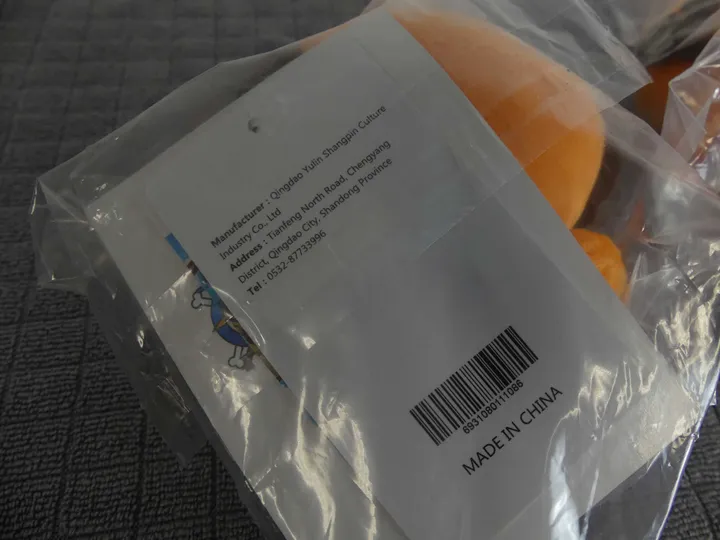 Manufacturer : Qingdao Yulin Shangpin Culture
Industry Co., Ltd
Address : Tianfeng North Road, Chengyang
District, Qingdao City, Shandong Province
Tel : 0532-87733996
6931080111086
MADE IN CHINA